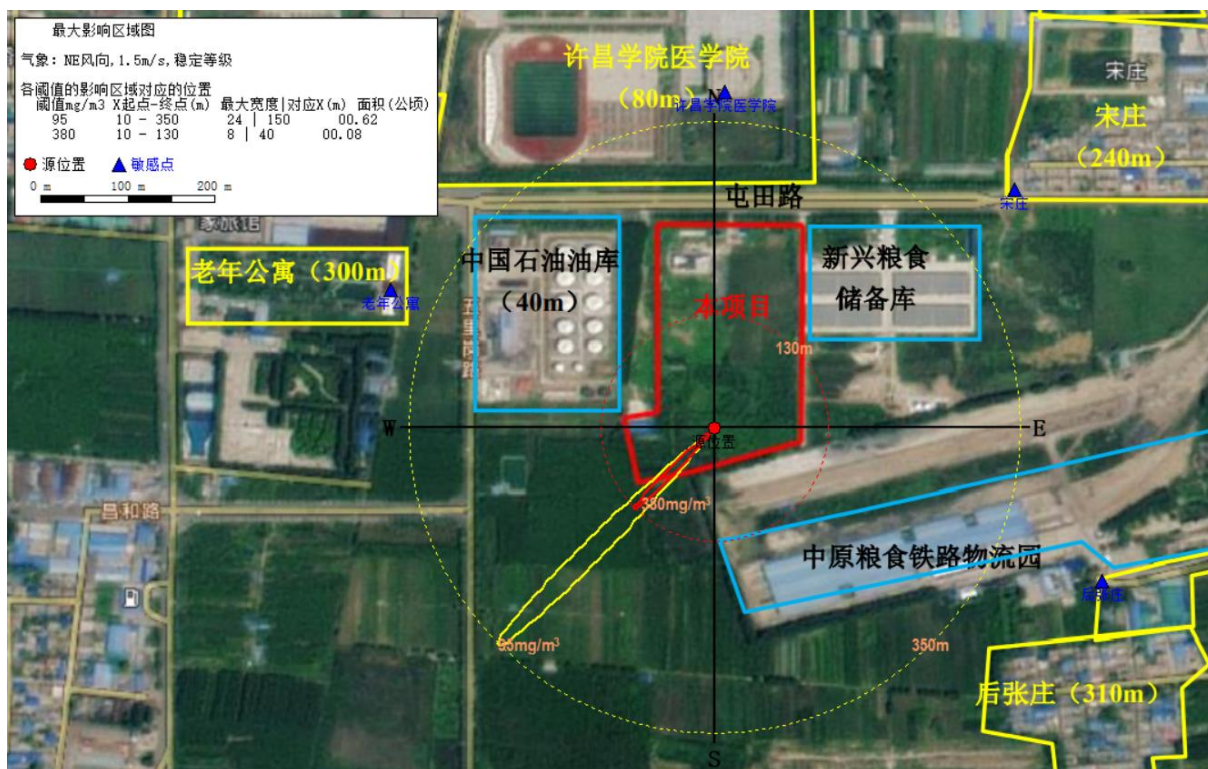 最大影响区域图
气象：NE风向,1.5m/s,稳定等级
各阈值的影响区域对应的位置
阈值mg/m3 X起点-终点(m) 最大宽度|对应X(m) 面积(公顷)
95 10 - 350 24 | 150 00.62
380 10 - 130 8 | 40 00.08
源位置 敏感点
0 m 100 m 200 m
许昌学院医学院
（80m）
许昌学院医学院
N
宋庄
宋庄
（240m）
宋庄
屯田路
家旅馆
老年公寓（300m）
老年公寓
中国石油油库
（40m）
五里岗路
本项目
新兴粮食
储备库
130m
W
E
源位置
380mg/m³
昌和路
中原粮食铁路物流园
后张庄
95mg/m³
350m
后张庄（310m）
S